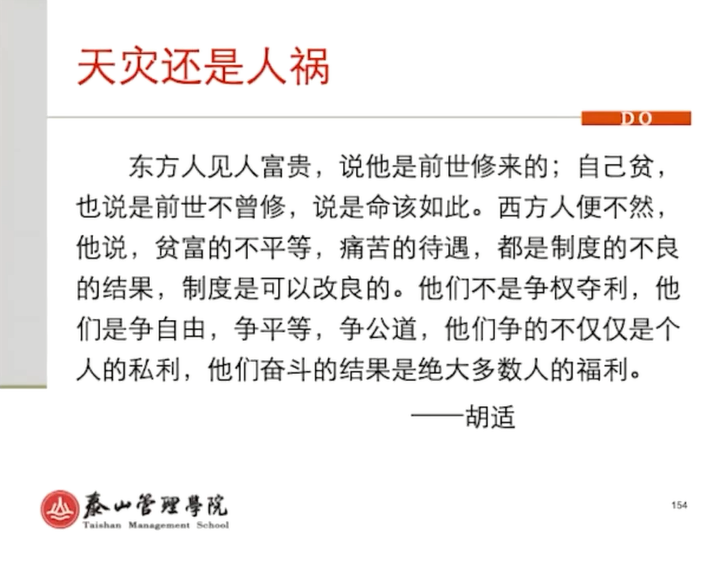 天灾还是人祸
DO
东方人见人富贵，说他是前世修来的；自己贫，
也说是前世不曾修，说是命该如此。西方人便不然，
他说，贫富的不平等，痛苦的待遇，都是制度的不良
的结果，制度是可以改良的。他们不是争权夺利，他
们是争自由，争平等，争公道，他们争的不仅仅是个
人的私利，他们奋斗的结果是绝大多数人的福利。
——胡适
泰山管理學院
Taishan Management School
154